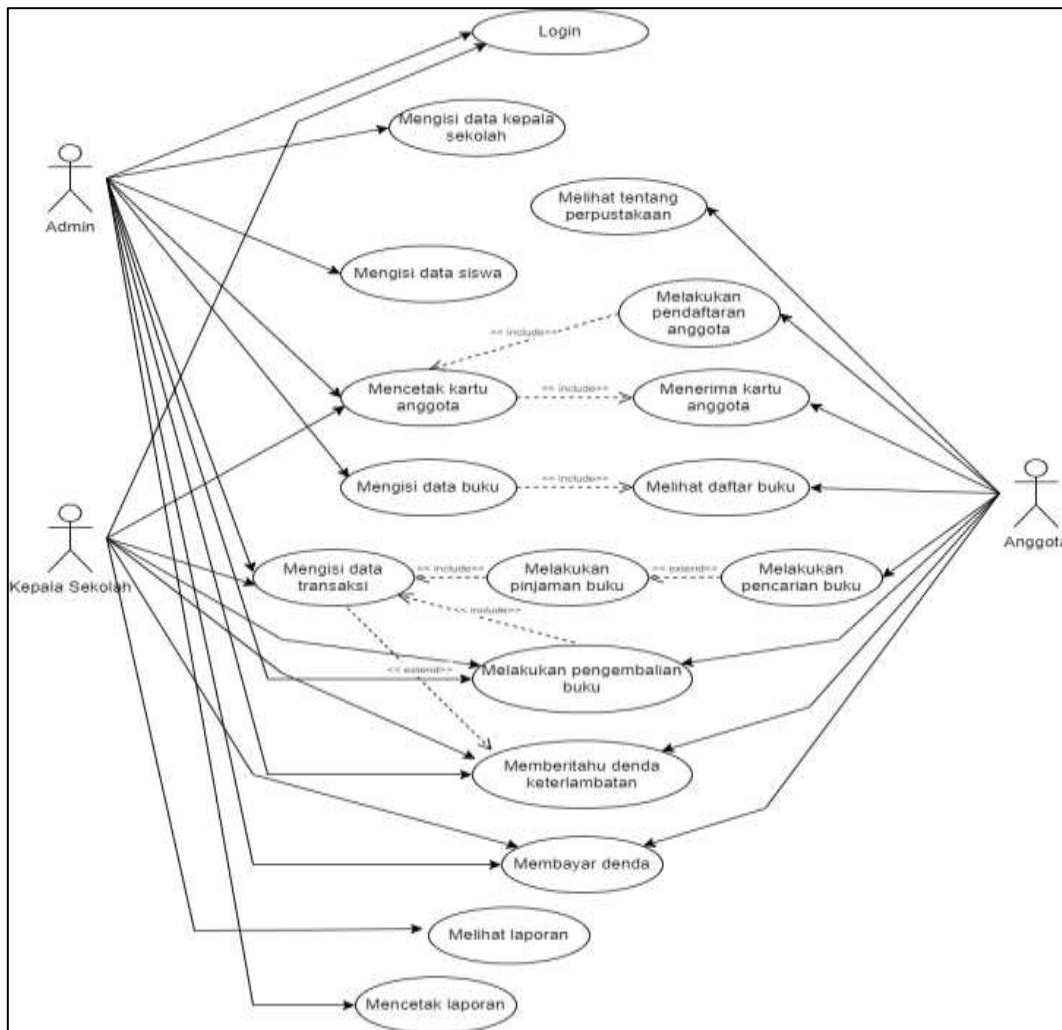 Login
Mengisi data kepala
sekolah
Admin
Melihat tentang
perpustakaan
Mengisi data siswa
Melakukan
pendaftaran
anggota
<< include>>
Mencetak kartu
anggota
<< include>>
Menerima kartu
anggota
Mengisi data buku
<< include>>
Melihat daftar buku
Kepala Sekolah
Anggota
Mengisi data
transaksi
<< include>>
Melakukan
pinjaman buku
<< extend>>
Melakukan
pencarian buku
<< include>>
<< extend>>
Melakukan pengembalian
buku
Memberitahu denda
keterlambatan
Membayar denda
Melihat laporan
Mencetak laporan